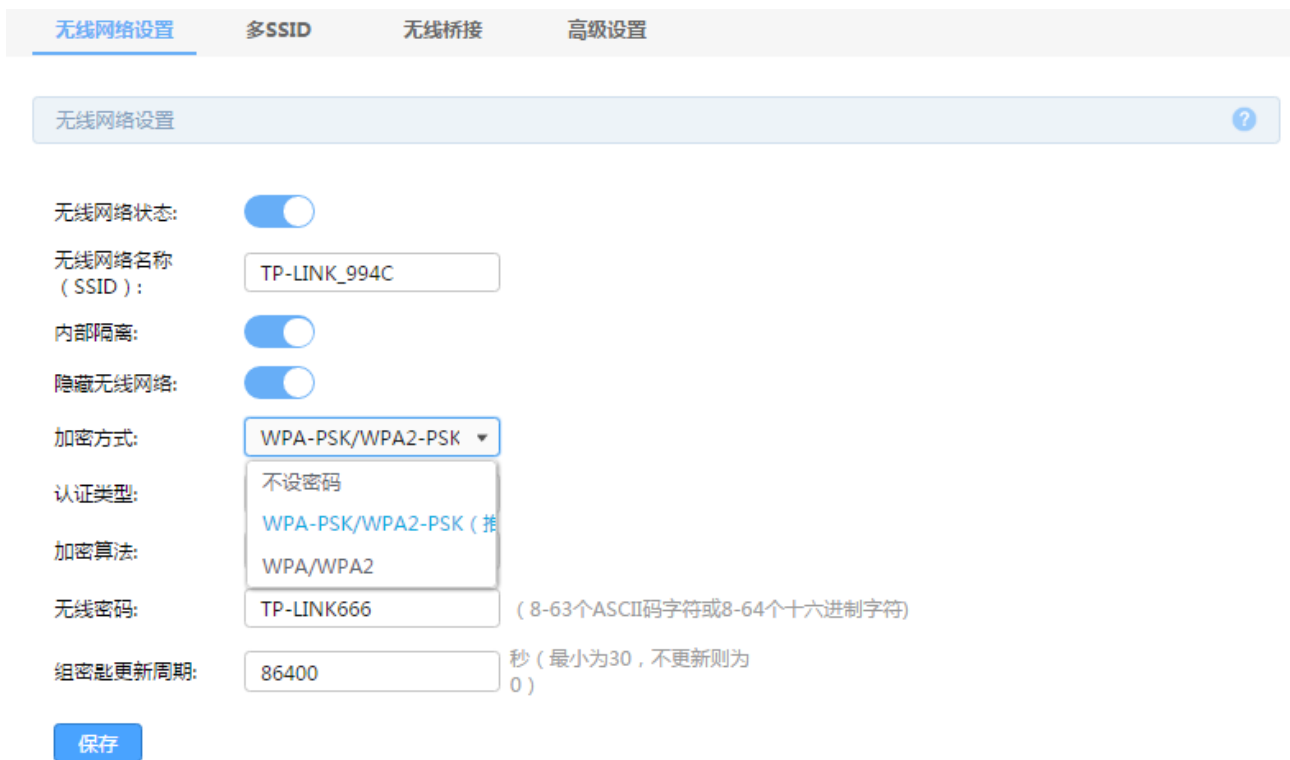 无线网络设置 多SSID 无线桥接 高级设置
无线网络设置 ?
无线网络状态:
无线网络名称
（SSID）: TP-LINK_994C
内部隔离:
隐藏无线网络:
加密方式: WPA-PSK/WPA2-PSK
不设密码
认证类型:
WPA-PSK/WPA2-PSK（推
加密算法:
WPA/WPA2
无线密码: TP-LINK666 （8-63个ASCII码字符或8-64个十六进制字符)
组密匙更新周期: 86400 秒（最小为30，不更新则为
0）
保存